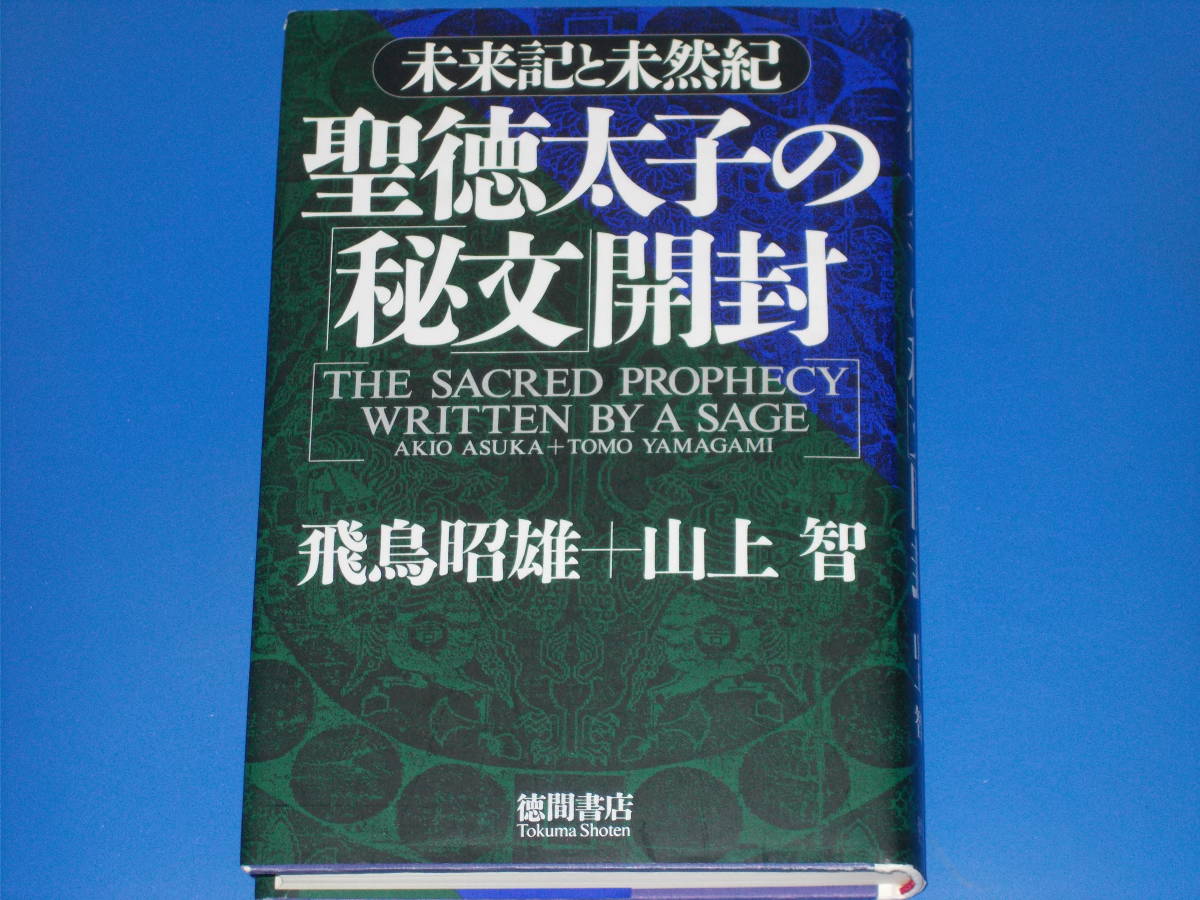 未来記と未然紀
聖徳太子の
「秘文」開封
THE SACRED PROPHECY
WRITTEN BY A SAGE
AKIO ASUKA+TOMO YAMAGAMI
飛鳥昭雄+山上 智
徳間書店
Tokuma Shoten